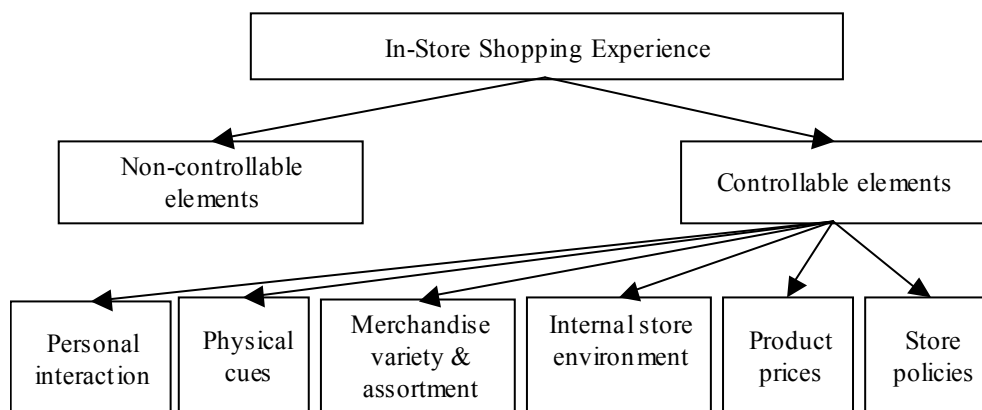 In-Store Shopping Experience
Non-controllable
elements
Controllable elements
Personal
interaction
Physical
cues
Merchandise
variety &
assortment
Internal store
environment
Product
prices
Store
policies